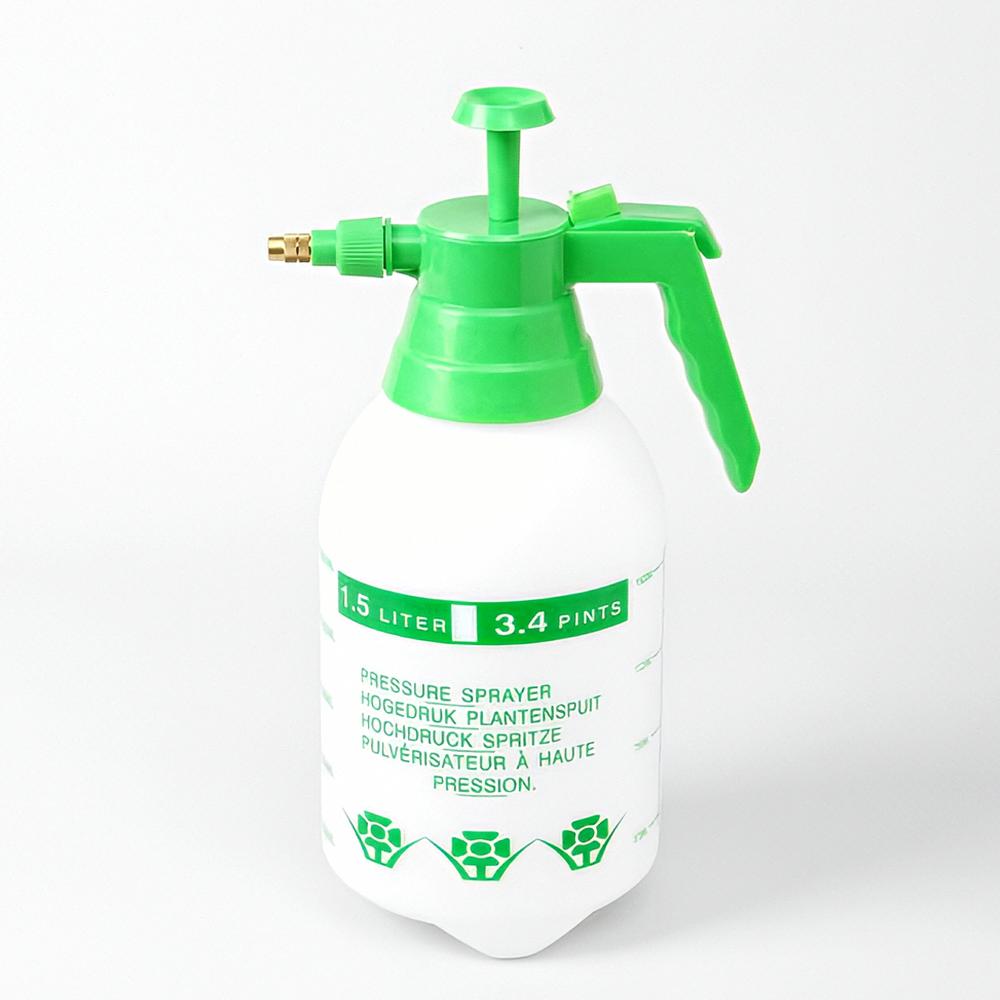 1.5 LITER 3.4 PINTS
PRESSURE SPRAYER
HOGEDRUK PLANTENSPUIT
HOCHDRUCK SPRITZE
PULVÉRISATEUR À HAUTE
PRESSION.